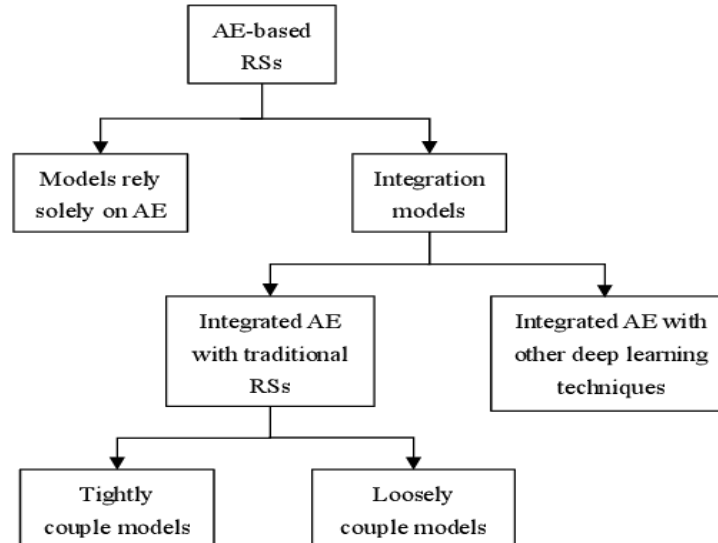 AE-based
RSs
Models rely
solely on AE
Integration
models
Integrated AE
with traditional
RSs
Integrated AE with
other deep learning
techniques
Tightly
couple models
Loosely
couple models